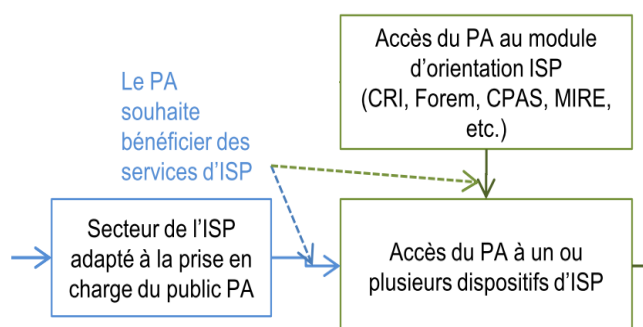 Accès du PA au module
d'orientation ISP
(CRI, Forem, CPAS, MIRE,
etc.)
Le PA
souhaite
bénéficier des
services d'ISP
Secteur de l'ISP
adapté à la prise en
charge du public PA
Accès du PA à un ou
plusieurs dispositifs d'ISP